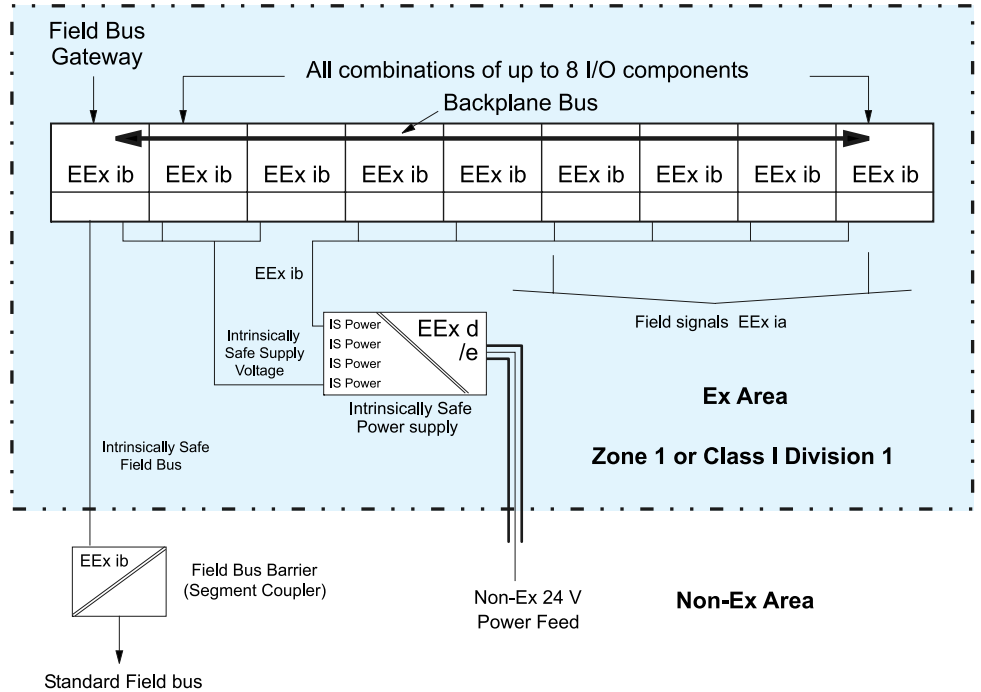 Field Bus
Gateway
All combinations of up to 8 I/O components
Backplane Bus
EEx ib EEx ib EEx ib EEx ib EEx ib EEx ib EEx ib EEx ib EEx ib
EEx ib
Field signals EEx ia
Intrinsically
Safe Supply
Voltage
IS Power
IS Power
IS Power
IS Power
EEx d
/e
Intrinsically Safe
Power supply
Ex Area
Zone 1 or Class I Division 1
Intrinsically Safe
Field Bus
EEx ib
Field Bus Barrier
(Segment Coupler)
Non-Ex 24 V
Power Feed
Non-Ex Area
Standard Field bus